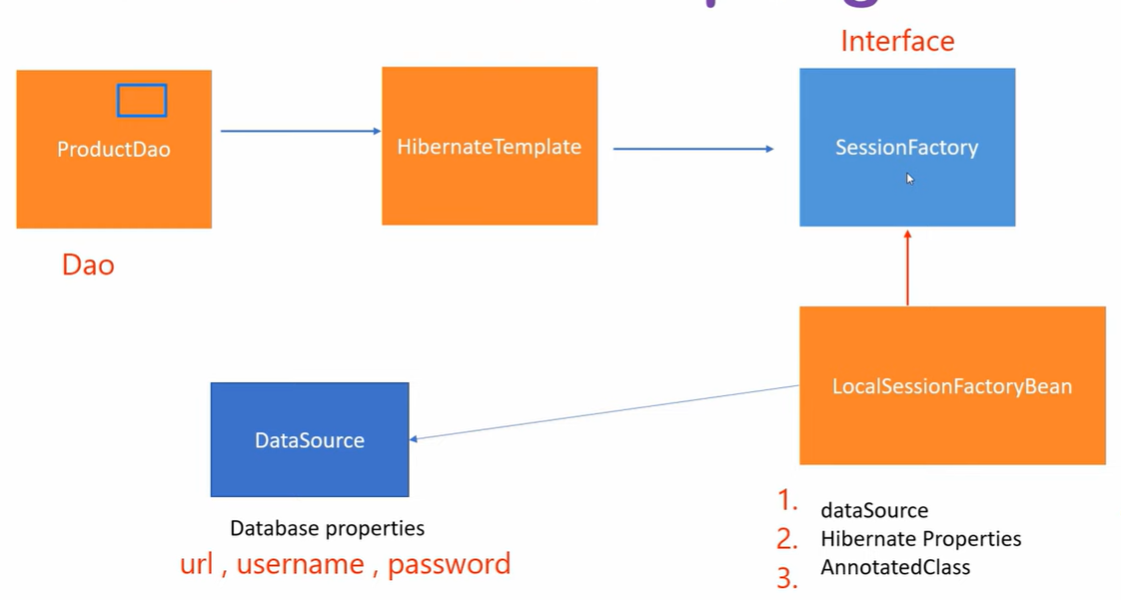 Interface
ProductDao
HibernateTemplate
SessionFactory
Dao
LocalSessionFactoryBean
DataSource
Database properties
url , username , password
1. dataSource
2. Hibernate Properties
3. AnnotatedClass